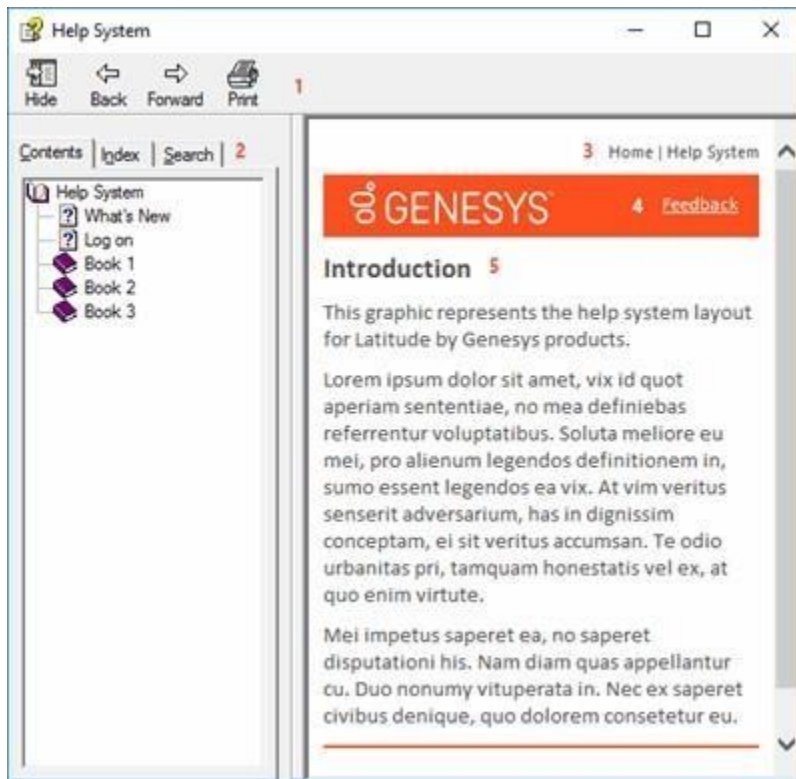 Help System
Hide Back Forward Print 1
Contents Index Search 2
Help System
What's New
Log on
Book 1
Book 2
Book 3
3 Home | Help System
GENESYS 4 Feedback
Introduction 5
This graphic represents the help system layout
for Latitude by Genesys products.
Lorem ipsum dolor sit amet, vix id quot
aperiam sententiae, no mea definiebas
referrentur voluptatibus. Soluta meliore eu
mei, pro alienum legendos definitionem in,
sumo essent legendos ea vix. At vim veritus
senserit adversarium, has in dignissim
conceptam, ei sit veritus accumsan. Te odio
urbanitas pri, tamquam honestatis vel ex, at
quo enim virtute.
Mei impetus saperet ea, no saperet
disputationi his. Nam diam quas appellantur
cu. Duo nonumy vituperata in. Nec ex saperet
civibus denique, quo dolorem consetetur eu.